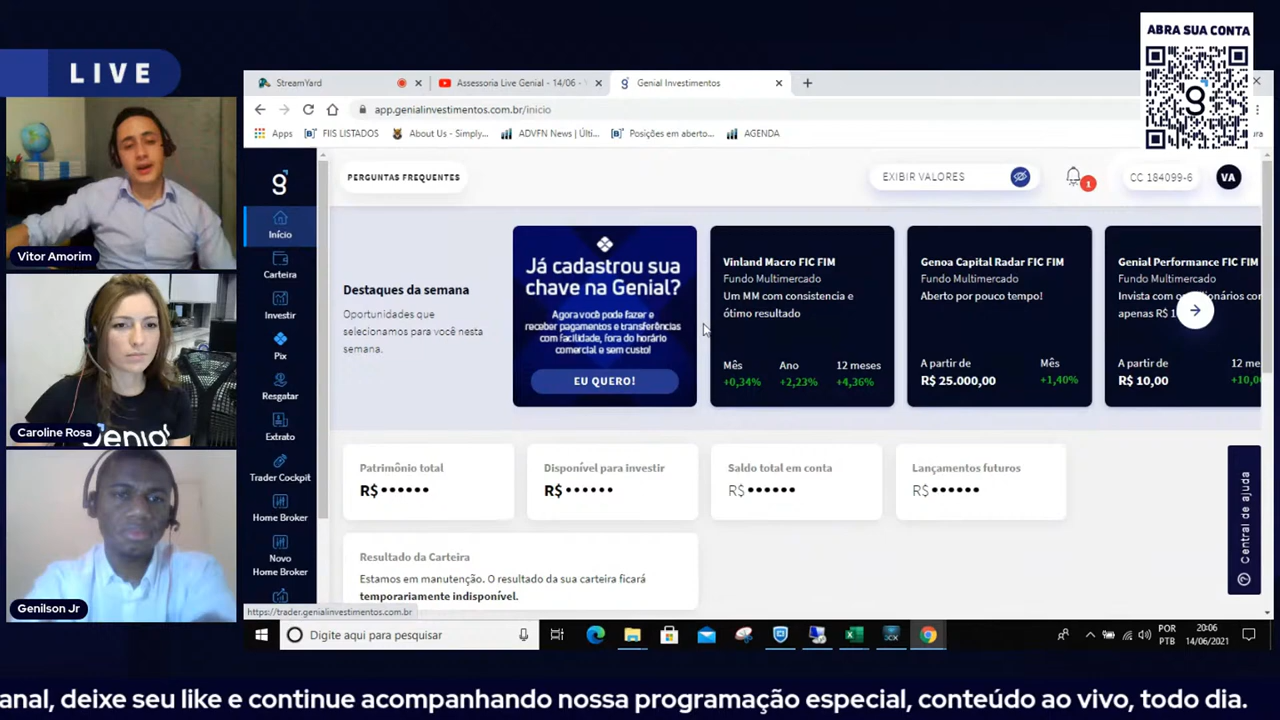 LIVE
ABRA SUA CONTA
StreamYard
Assessoria Live Genial - 14/06 -
Genial Investimentos
app.genialinvestimentos.com.br/inicio
Apps
FIIS LISTADOS
About Us - Simply...
ADVFN News | Últi...
Posições em aberto...
AGENDA
PERGUNTAS FREQUENTES
EXIBIR VALORES
1
CC 184099-6
VA
Início
Carteira
Investir
Pix
Resgatar
Extrato
Trader Cockpit
Home Broker
Novo
Home Broker
Destaques da semana
Oportunidades que
selecionamos para você nesta
semana.
Já cadastrou sua
chave na Genial?
Agora você pode fazer e
receber pagamentos e transferências
com facilidade, fora do horário
comercial e sem custo!
EU QUERO!
Vinland Macro FIC FIM
Fundo Multimercado
Um MM com consistencia e
ótimo resultado
Mês Ano 12 meses
+0,34% +2,23% +4,36%
Genoa Capital Radar FIC FIM
Fundo Multimercado
Aberto por pouco tempo!
A partir de Mês
R$ 25.000,00 +1,40%
Genial Performance FIC FIM
Fundo Multimercado
Invista com
apenas R$
A partir de
R$ 10,00
Patrimônio total
R$ ••••••
Disponível para investir
R$ ••••••
Saldo total em conta
R$ ••••••
Lançamentos futuros
R$ ••••••
Resultado da Carteira
Estamos em manutenção. O resultado da sua carteira ficará
temporariamente indisponível.
Central de ajuda
https://trader.genialinvestimentos.com.br
Digite aqui para pesquisar
POR
PTB
20:06
14/06/2021
Vitor Amorim
Caroline Rosa
Genilson Jr
anal, deixe seu like e continue acompanhando nossa programação especial, conteúdo ao vivo, todo dia.